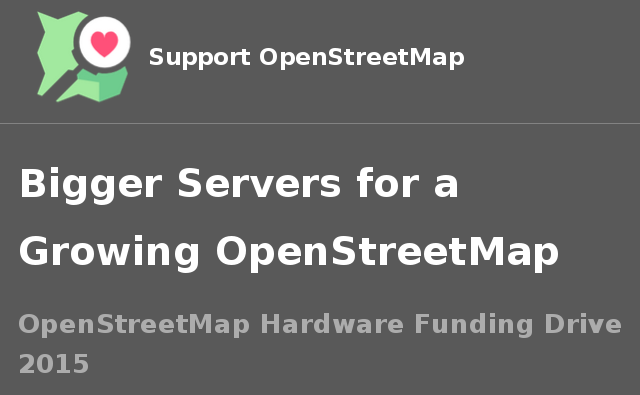 Support OpenStreetMap
Bigger Servers for a
Growing OpenStreetMap
OpenStreetMap Hardware Funding Drive
2015